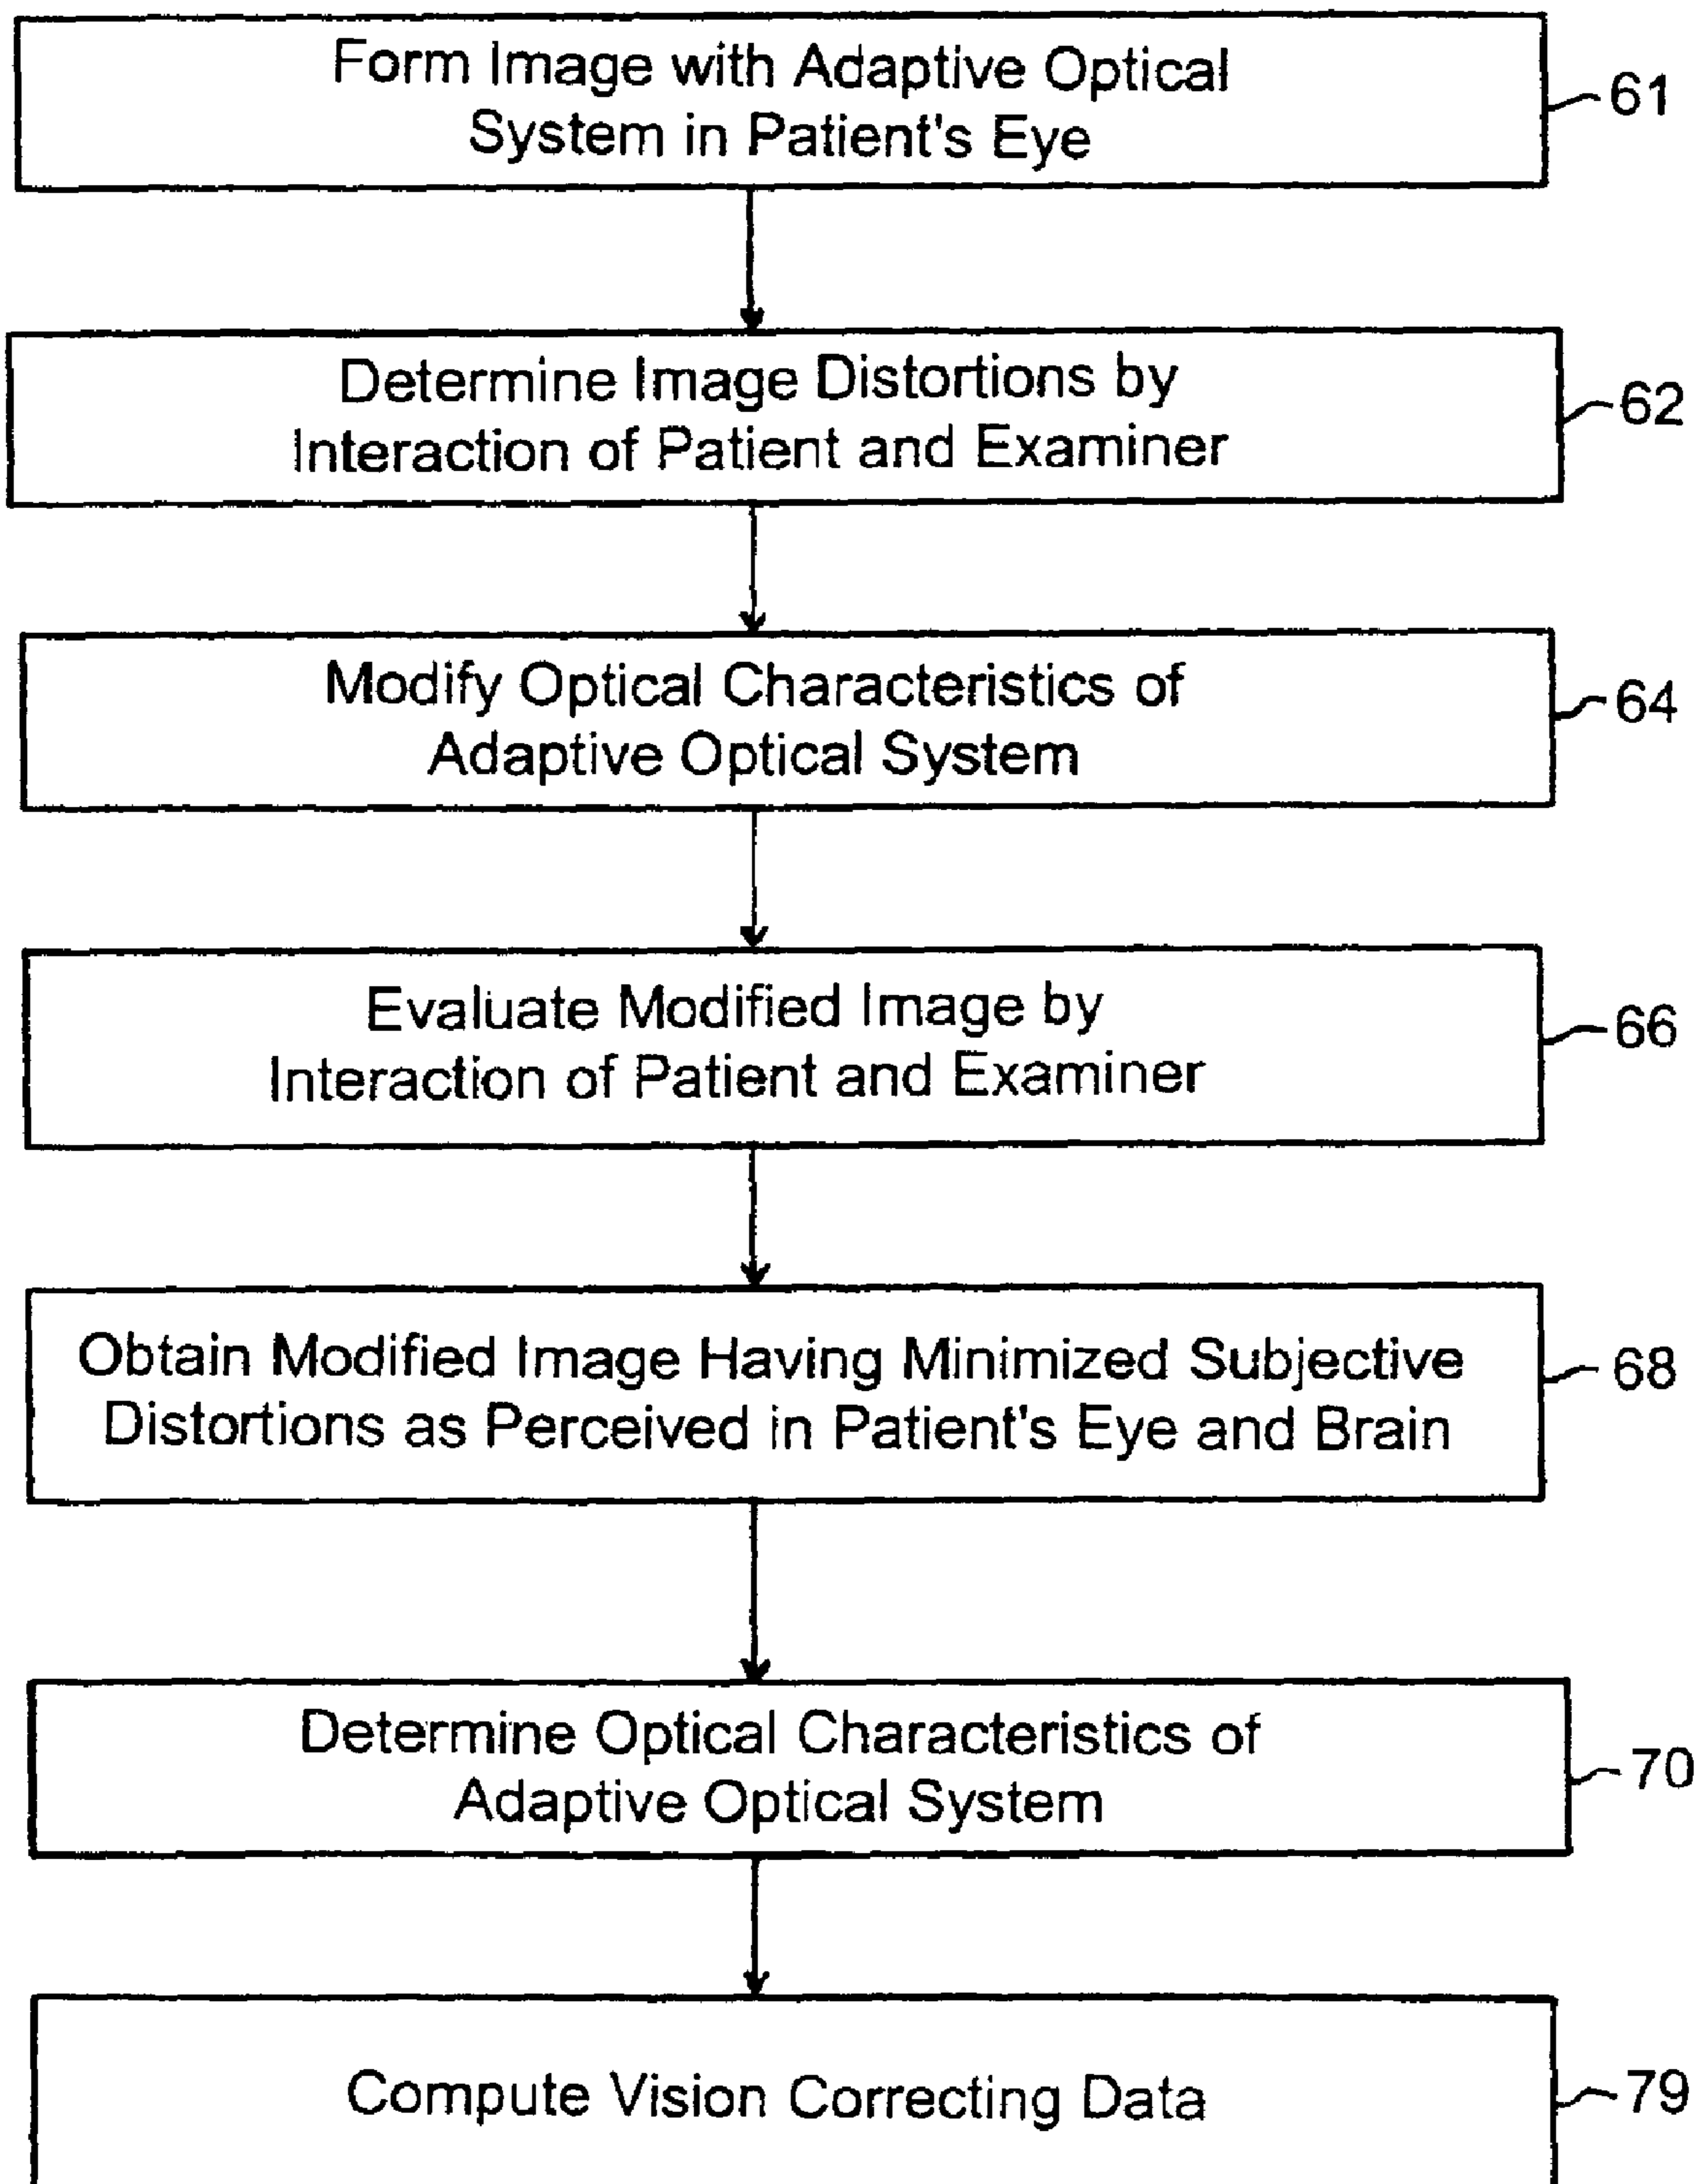 Form Image with Adaptive Optical
System in Patient's Eye
61
Determine Image Distortions by
Interaction of Patient and Examiner
62
Modify Optical Characteristics of
Adaptive Optical System
64
Evaluate Modified Image by
Interaction of Patient and Examiner
66
Obtain Modified Image Having Minimized Subjective
Distortions as Perceived in Patient's Eye and Brain
68
Determine Optical Characteristics of
Adaptive Optical System
70
Compute Vision Correcting Data
79